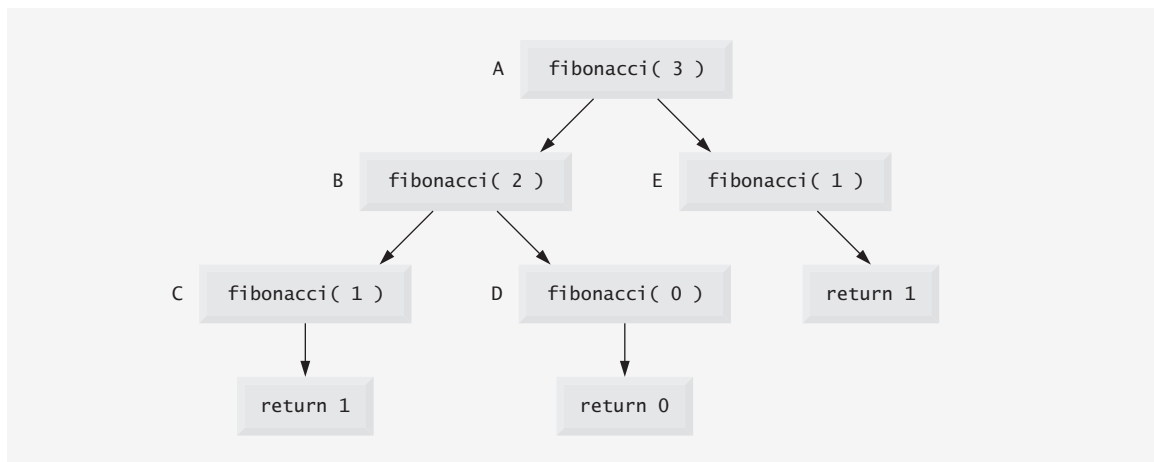 A fibonacci( 3 )
B fibonacci( 2 )
E fibonacci( 1 )
C fibonacci( 1 )
D fibonacci( 0 )
return 1
return 1
return 0